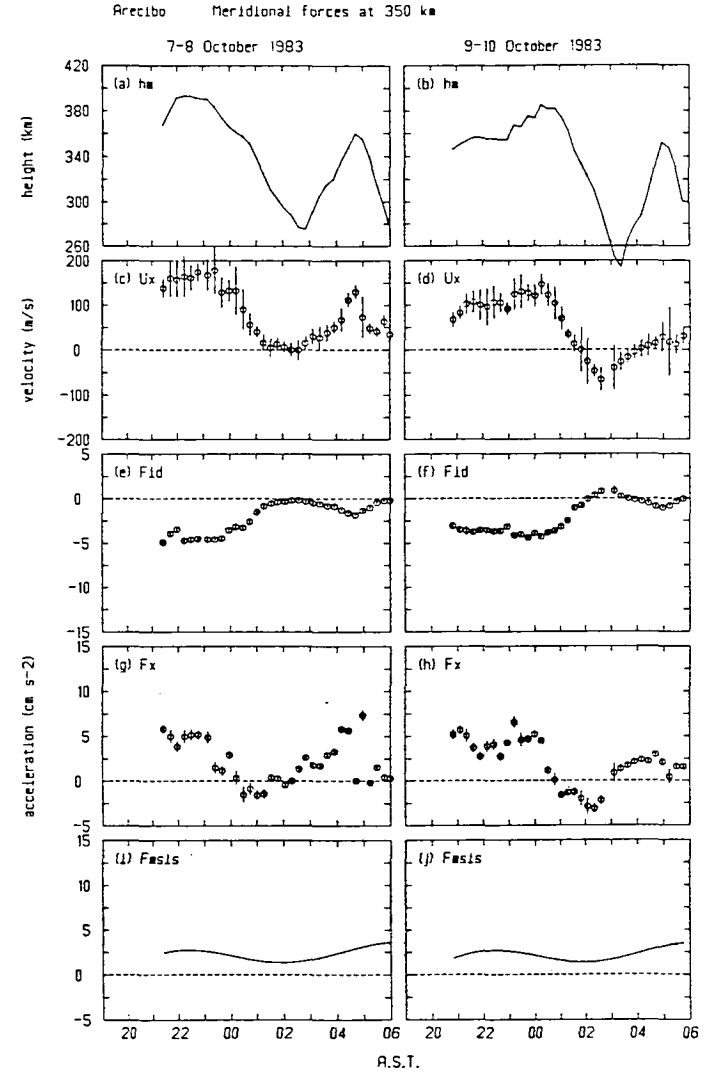 Arecibo Meridional forces at 350 km
7-8 October 1983 9-10 October 1983
420
380
340
300
260
height (km)
(a) hm
(b) hm
200
100
0
-100
-200
velocity (m/s)
(c) Ux
(d) Ux
5
0
-5
-10
-15
(e) Fid
(f) Fid
15
10
5
0
-5
acceleration (cm s-2)
(g) Fx
(h) Fx
15
10
5
0
-5
(i) Fmsis
(j) Fmsis
20 22 00 02 04 06 20 22 00 02 04 06
A.S.T.